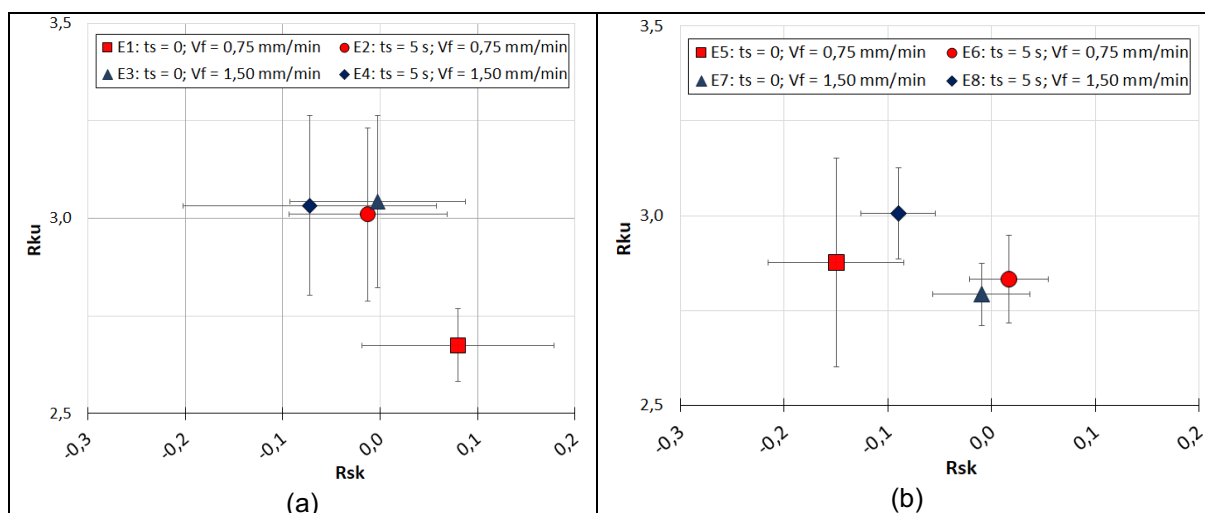 3,5
E1: ts = 0; Vf = 0,75 mm/min E2: ts = 5 s; Vf = 0,75 mm/min
E3: ts = 0; Vf = 1,50 mm/min E4: ts = 5 s; Vf = 1,50 mm/min
3,0
Rku
2,5
-0,3 -0,2 -0,1 0,0 0,1 0,2
Rsk
(a)
3,5
E5: ts = 0; Vf = 0,75 mm/min E6: ts = 5 s; Vf = 0,75 mm/min
E7: ts = 0; Vf = 1,50 mm/min E8: ts = 5 s; Vf = 1,50 mm/min
3,0
Rku
2,5
-0,3 -0,2 -0,1 0,0 0,1 0,2
Rsk
(b)